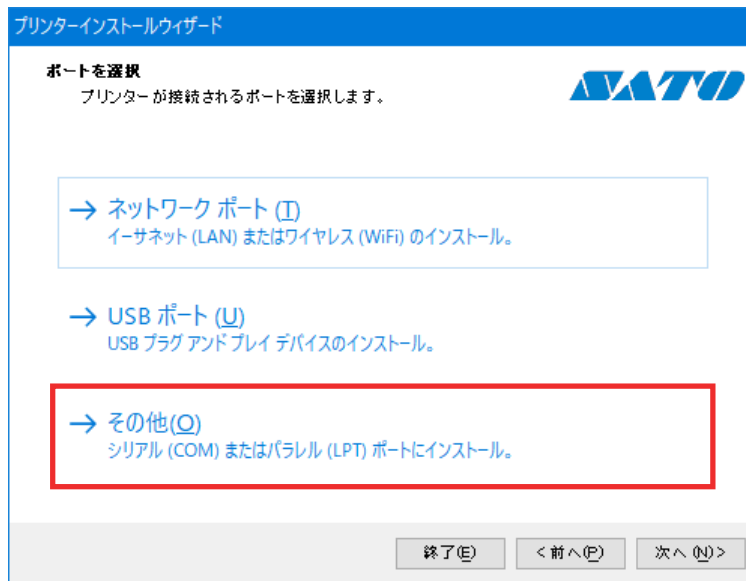 プリンターインストールウィザード
ポートを選択
プリンターが接続されるポートを選択します。
SATO
→ ネットワーク ポート (T)
イーサネット (LAN) またはワイヤレス (WiFi) のインストール。
→ USB ポート (U)
USB プラグ アンド プレイ デバイスのインストール。
→ その他(O)
シリアル (COM) またはパラレル (LPT) ポートにインストール。
終了(E) <前へ(P) 次へ (N)>